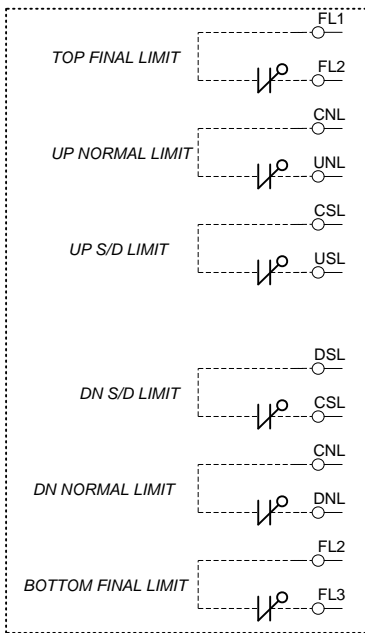 FL1
TOP FINAL LIMIT
FL2
CNL
UP NORMAL LIMIT
UNL
CSL
UP S/D LIMIT
USL
DSL
DN S/D LIMIT
CSL
CNL
DN NORMAL LIMIT
DNL
FL2
BOTTOM FINAL LIMIT
FL3